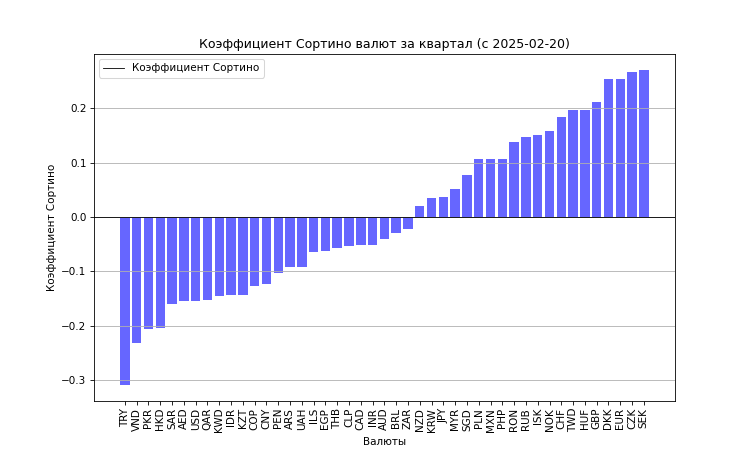 Коэффициент Сортино валют за квартал (с 2025-02-20)
Коэффициент Сортино
Коэффициент Сортино
0.2
0.1
0.0
−0.1
−0.2
−0.3
TRY
VND
PKR
HKD
SAR
AED
USD
QAR
KWD
IDR
KZT
COP
CNY
PEN
ARS
UAH
ILS
EGP
THB
CLP
CAD
INR
AUD
BRL
ZAR
NZD
KRW
JPY
MYR
SGD
PLN
MXN
PHP
RON
RUB
ISK
NOK
CHF
TWD
HUF
GBP
DKK
EUR
CZK
SEK
Валюты